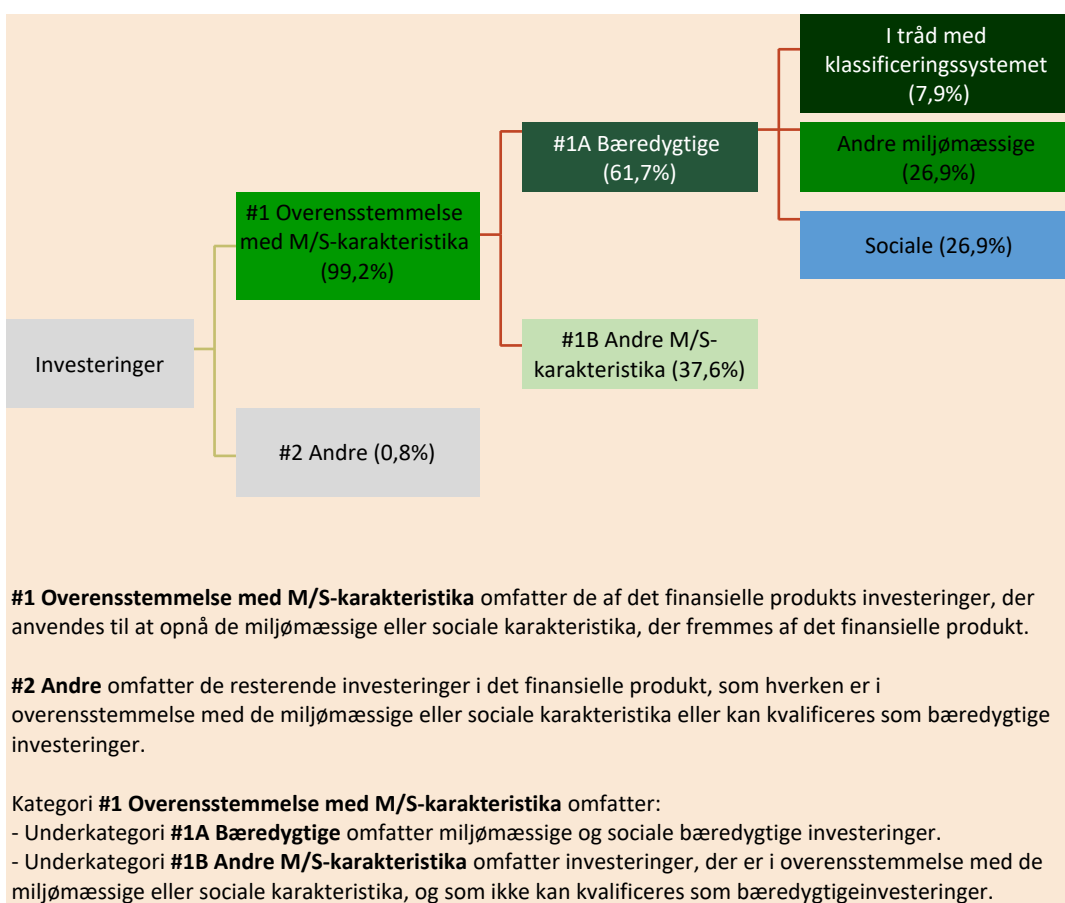 I tråd med
klassificeringssystemet
(7,9%)
#1A Bæredygtige
(61,7%)
Andre miljømæssige
(26,9%)
#1 Overensstemmelse
med M/S-karakteristika
(99,2%)
Sociale (26,9%)
Investeringer
#1B Andre M/S-
karakteristika (37,6%)
#2 Andre (0,8%)
#1 Overensstemmelse med M/S-karakteristika omfatter de af det finansielle produkts investeringer, der
anvendes til at opnå de miljømæssige eller sociale karakteristika, der fremmes af det finansielle produkt.
#2 Andre omfatter de resterende investeringer i det finansielle produkt, som hverken er i
overensstemmelse med de miljømæssige eller sociale karakteristika eller kan kvalificeres som bæredygtige
investeringer.
Kategori #1 Overensstemmelse med M/S-karakteristika omfatter:
- Underkategori #1A Bæredygtige omfatter miljømæssige og sociale bæredygtige investeringer.
- Underkategori #1B Andre M/S-karakteristika omfatter investeringer, der er i overensstemmelse med de
miljømæssige eller sociale karakteristika, og som ikke kan kvalificeres som bæredygtigeinvesteringer.